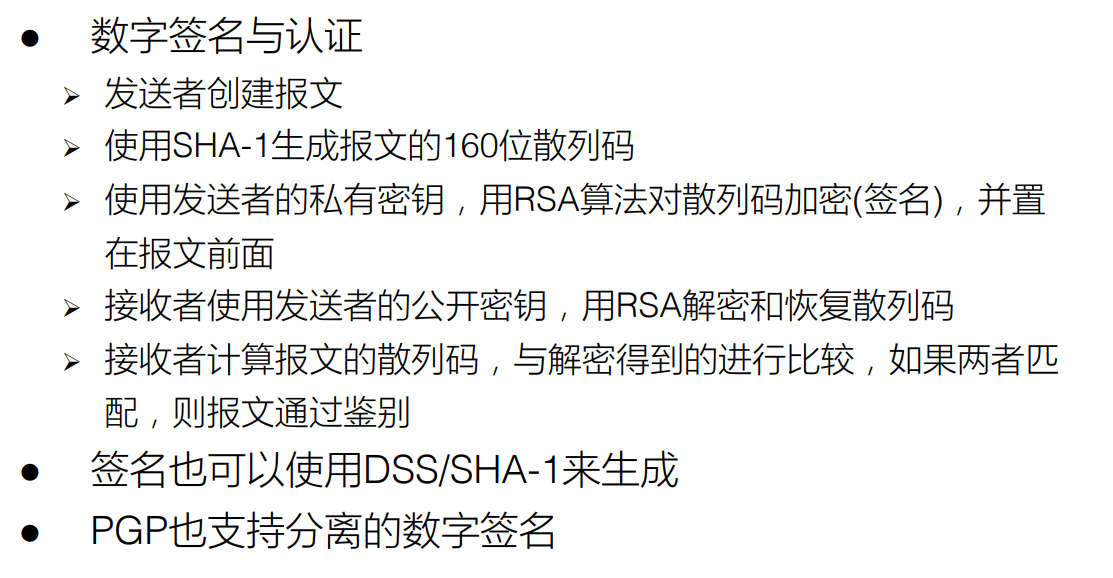 ● 数字签名与认证
➢ 发送者创建报文
➢ 使用SHA-1生成报文的160位散列码
➢ 使用发送者的私有密钥，用RSA算法对散列码加密(签名)，并置
在报文前面
➢ 接收者使用发送者的公开密钥，用RSA解密和恢复散列码
➢ 接收者计算报文的散列码，与解密得到的进行比较，如果两者匹
配，则报文通过鉴别
● 签名也可以使用DSS/SHA-1来生成
● PGP也支持分离的数字签名